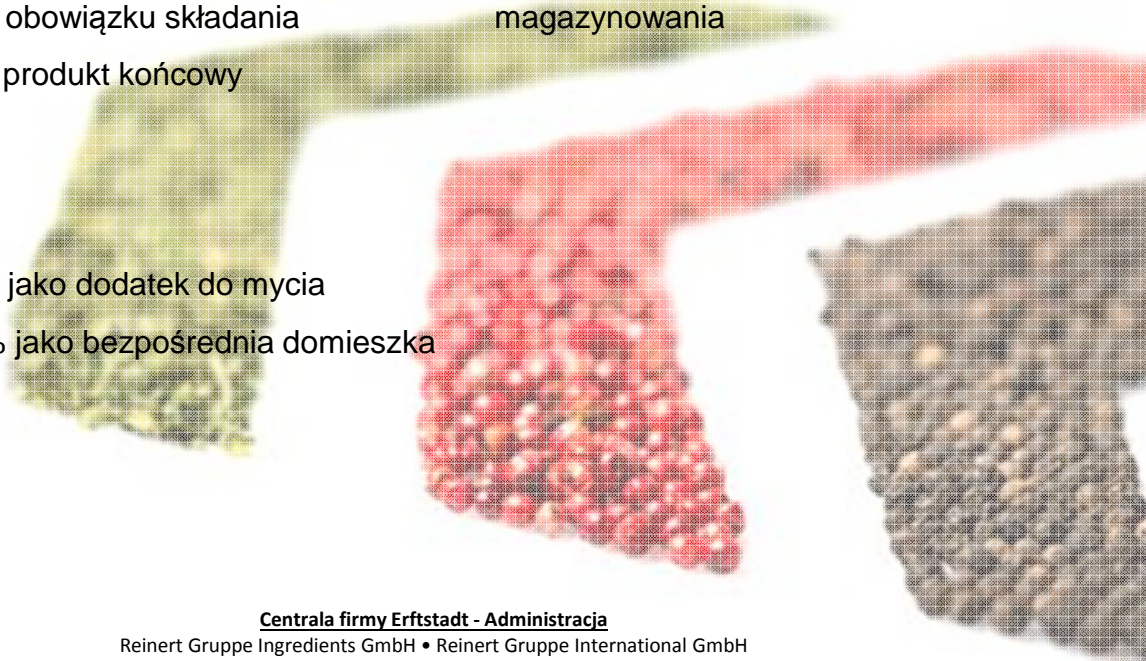 obowiązku składania magazynowania
produkt końcowy
jako dodatek do mycia
jako bezpośrednia domieszka
Centrala firmy Erftstadt - Administracja
Reinert Gruppe Ingredients GmbH • Reinert Gruppe International GmbH